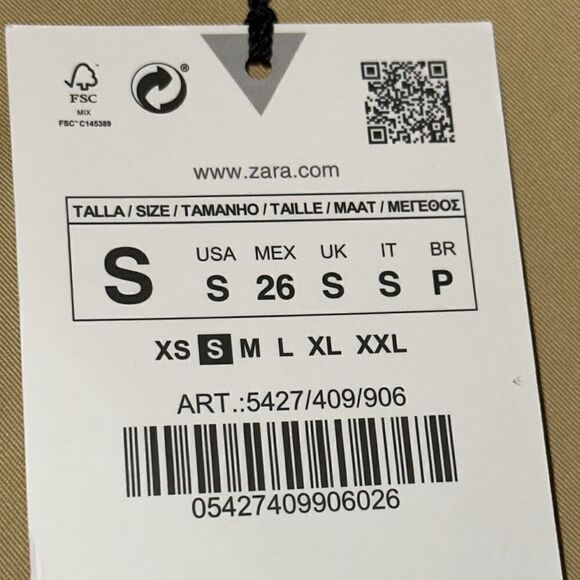 FSC
MIX
FSC™ C145389
®
www.zara.com
TALLA / SIZE / TAMANHO / TAILLE / MAAT / ΜΕΓΕΘΟΣ
S USA MEX UK IT BR
S 26 S S P
XS S M L XL XXL
ART.:5427/409/906
05427409906026